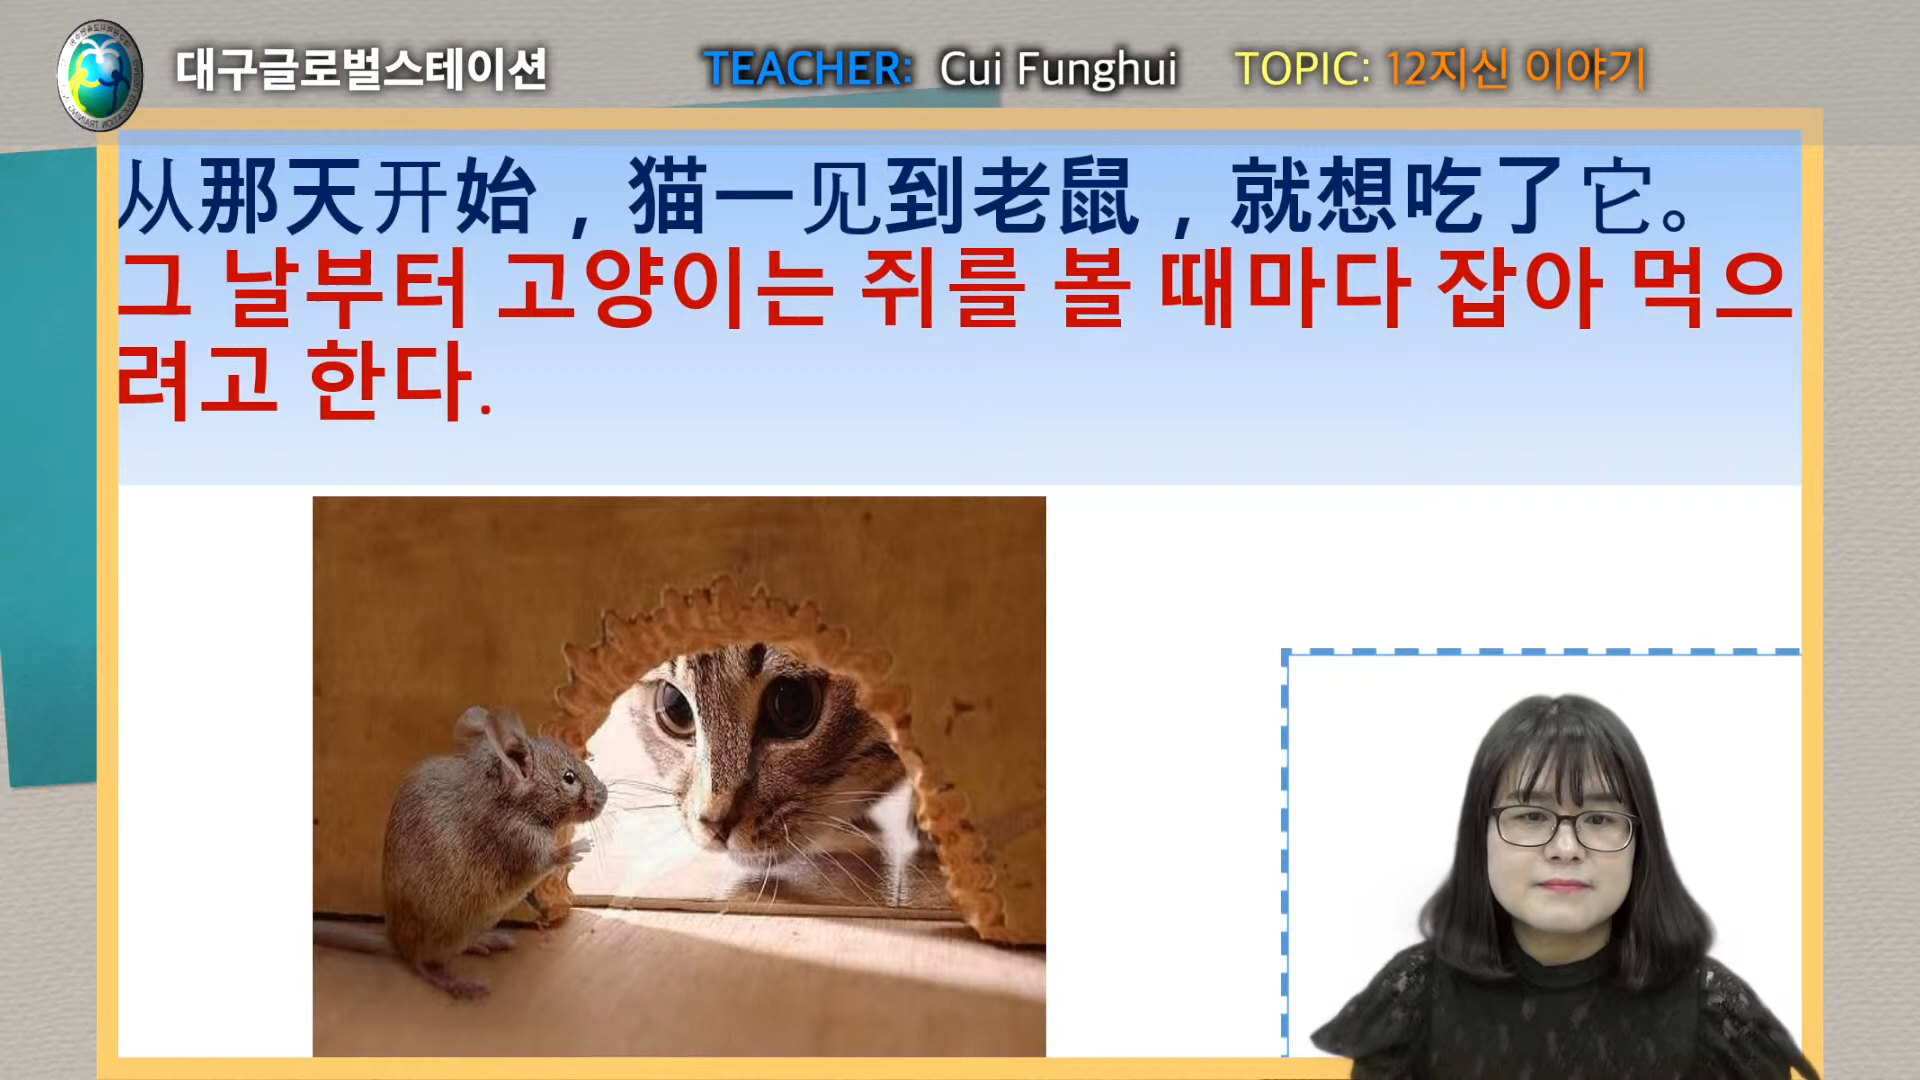 대구글로벌스테이션
TEACHER: Cui Funghui
TOPIC: 12지신 이야기
从那天开始，猫一见到老鼠，就想吃了它。
그 날부터 고양이는 쥐를 볼 때마다 잡아 먹으
려고 한다.